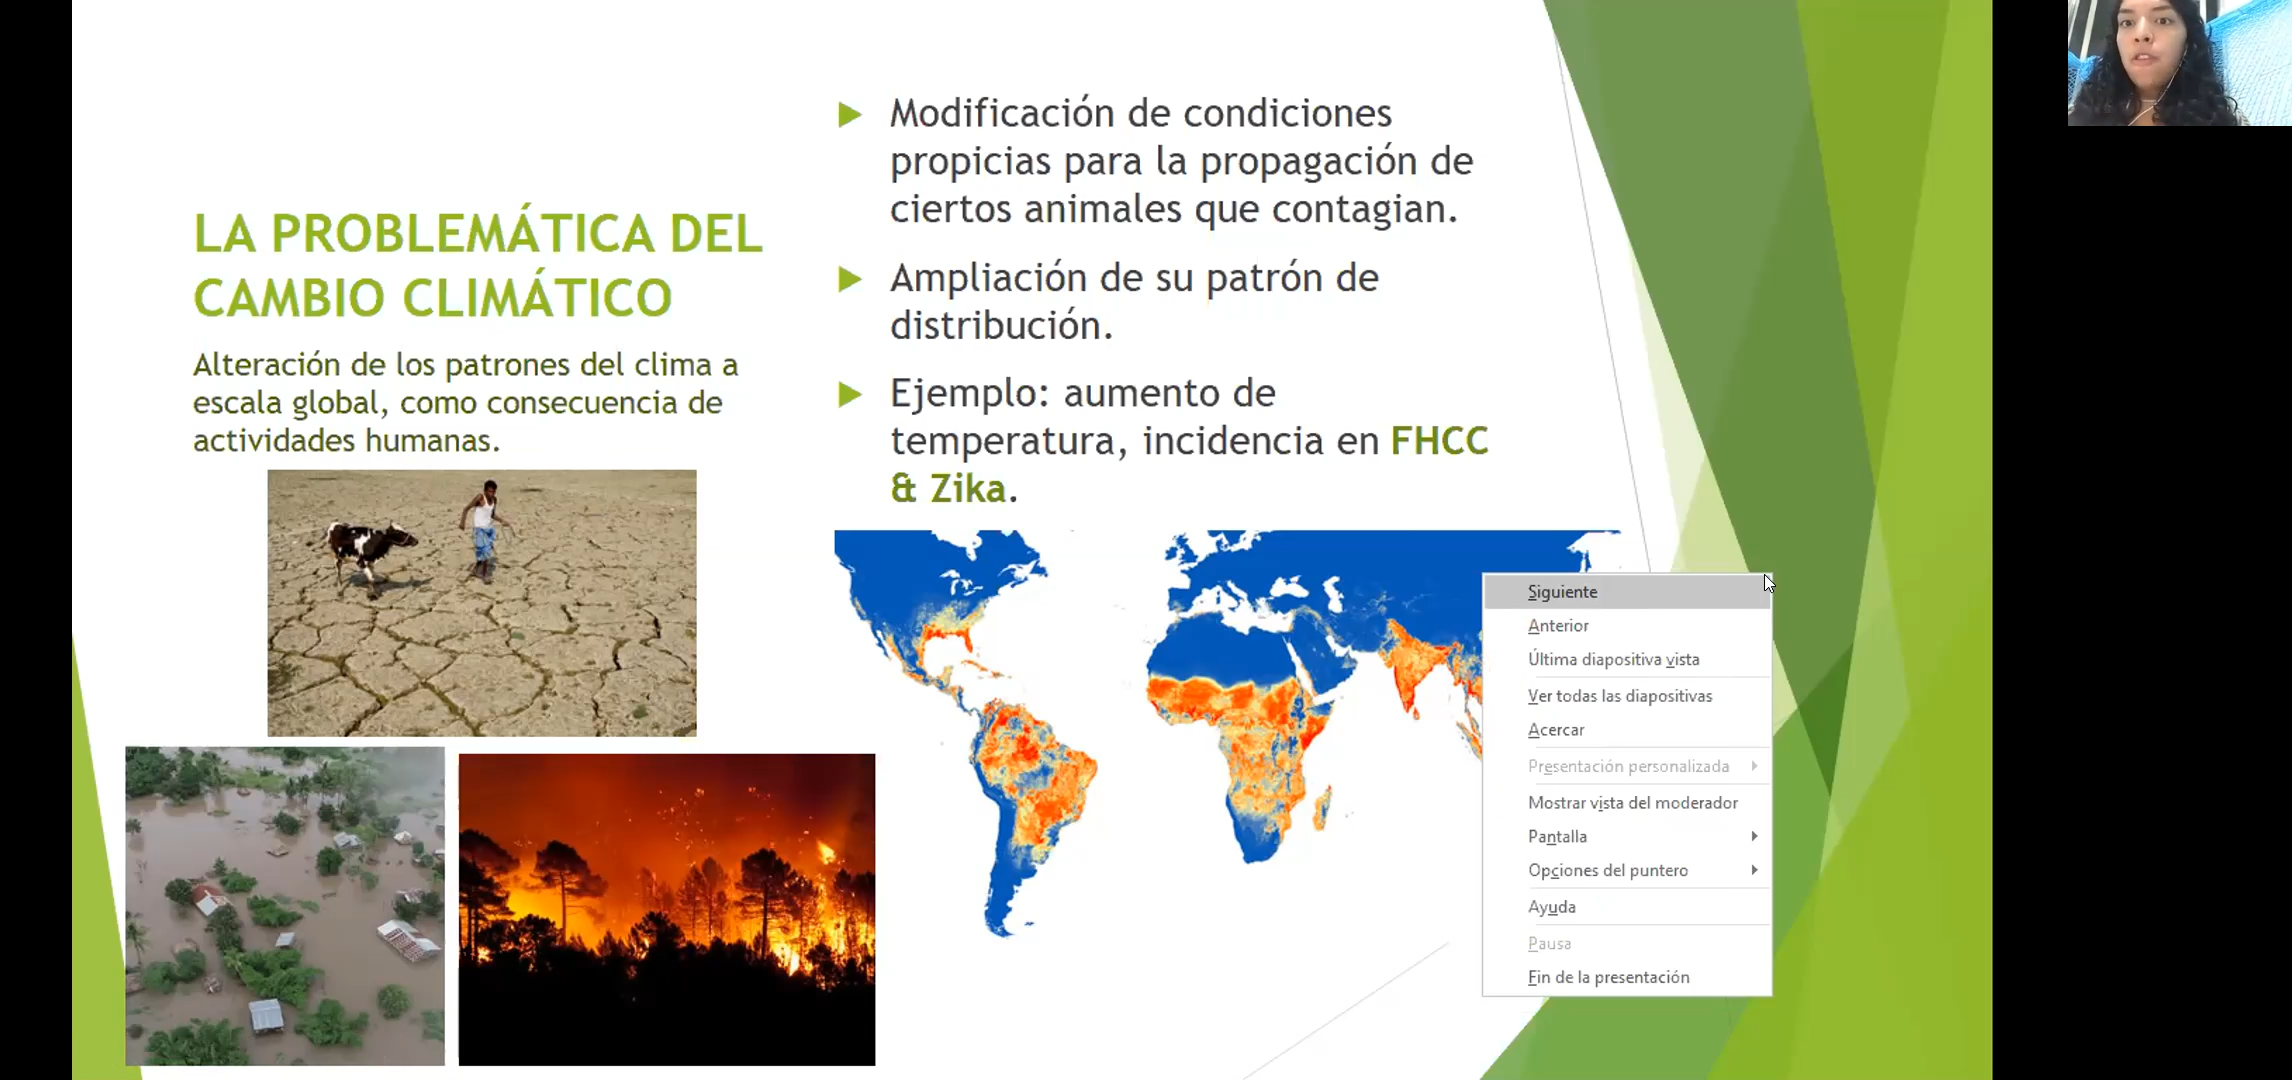 LA PROBLEMÁTICA DEL
CAMBIO CLIMÁTICO
Alteración de los patrones del clima a
escala global, como consecuencia de
actividades humanas.
Modificación de condiciones
propicias para la propagación de
ciertos animales que contagian.
Ampliación de su patrón de
distribución.
Ejemplo: aumento de
temperatura, incidencia en FHCC
& Zika.
Siguiente
Anterior
Última diapositiva vista
Ver todas las diapositivas
Acercar
Presentación personalizada
Mostrar vista del moderador
Pantalla
Opciones del puntero
Ayuda
Pausa
Fin de la presentación